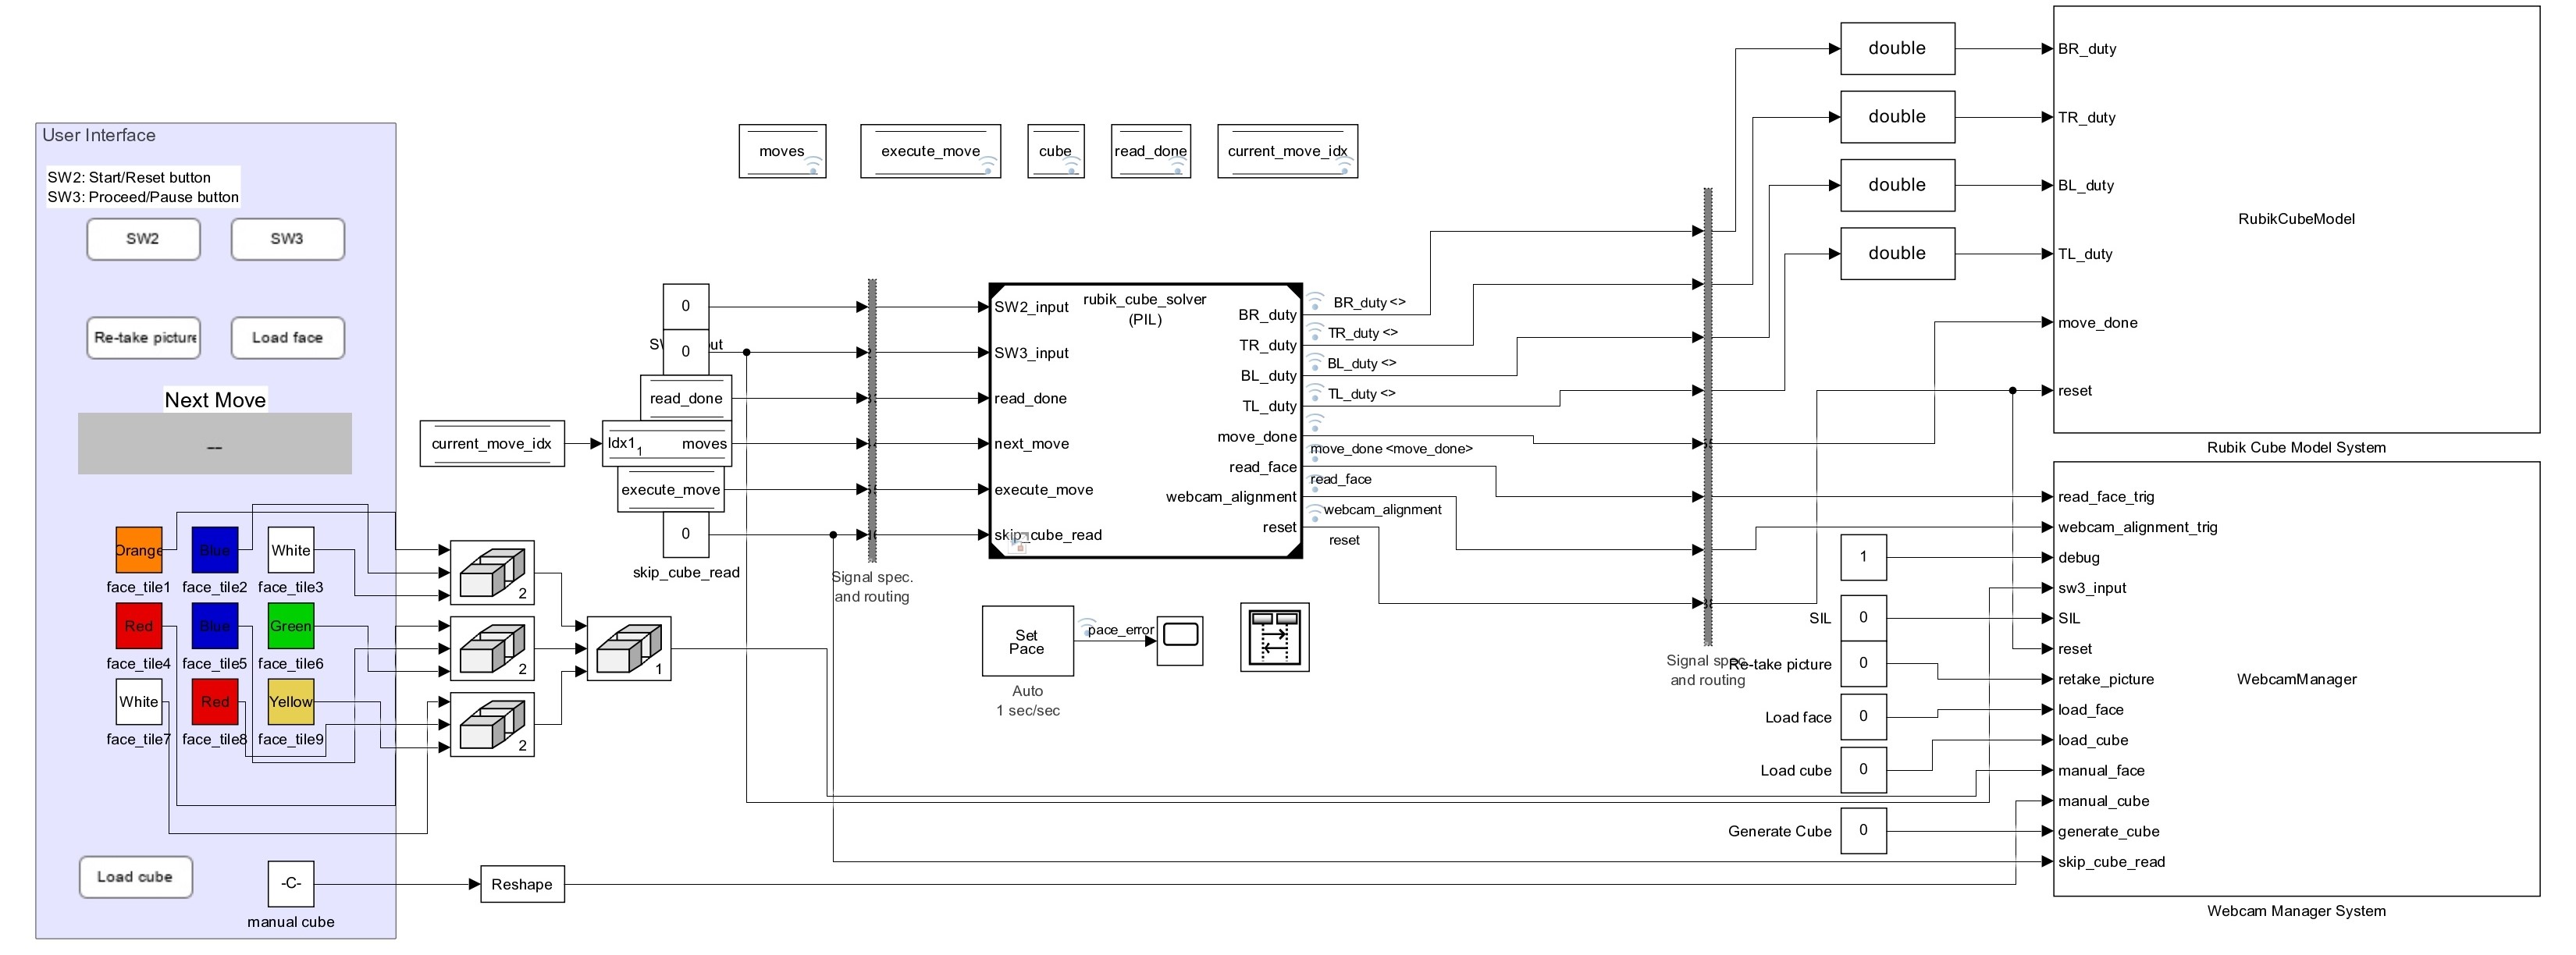 User Interface
SW2: Start/Reset button
SW3: Proceed/Pause button
SW2
SW3
Re-take picture
Load face
Next Move
--
Orange
Blue
White
face_tile1
face_tile2
face_tile3
Red
Blue
Green
face_tile4
face_tile5
face_tile6
White
Red
Yellow
face_tile7
face_tile8
face_tile9
Load cube
-C-
manual cube
Reshape
2
2
2
1
moves
execute_move
cube
read_done
current_move_idx
0
0
read_done
current_move_idx
Idx1
1
moves
execute_move
0
skip_cube_read
Signal spec.
and routing
rubik_cube_solver
(PIL)
SW2_input
SW3_input
read_done
next_move
execute_move
skip_cube_read
BR_duty
TR_duty
BL_duty
TL_duty
move_done
read_face
webcam_alignment
reset
BR_duty <>
TR_duty <>
BL_duty <>
TL_duty <>
move_done <move_done>
read_face
webcam_alignment
reset
Set
Pace
pace_error
Auto
1 sec/sec
Signal spec.
and routing
double
double
double
double
BR_duty
TR_duty
BL_duty
TL_duty
move_done
reset
RubikCubeModel
Rubik Cube Model System
1
SIL
0
Re-take picture
0
Load face
0
Load cube
0
Generate Cube
0
read_face_trig
webcam_alignment_trig
debug
sw3_input
SIL
reset
retake_picture
load_face
load_cube
manual_face
manual_cube
generate_cube
skip_cube_read
WebcamManager
Webcam Manager System